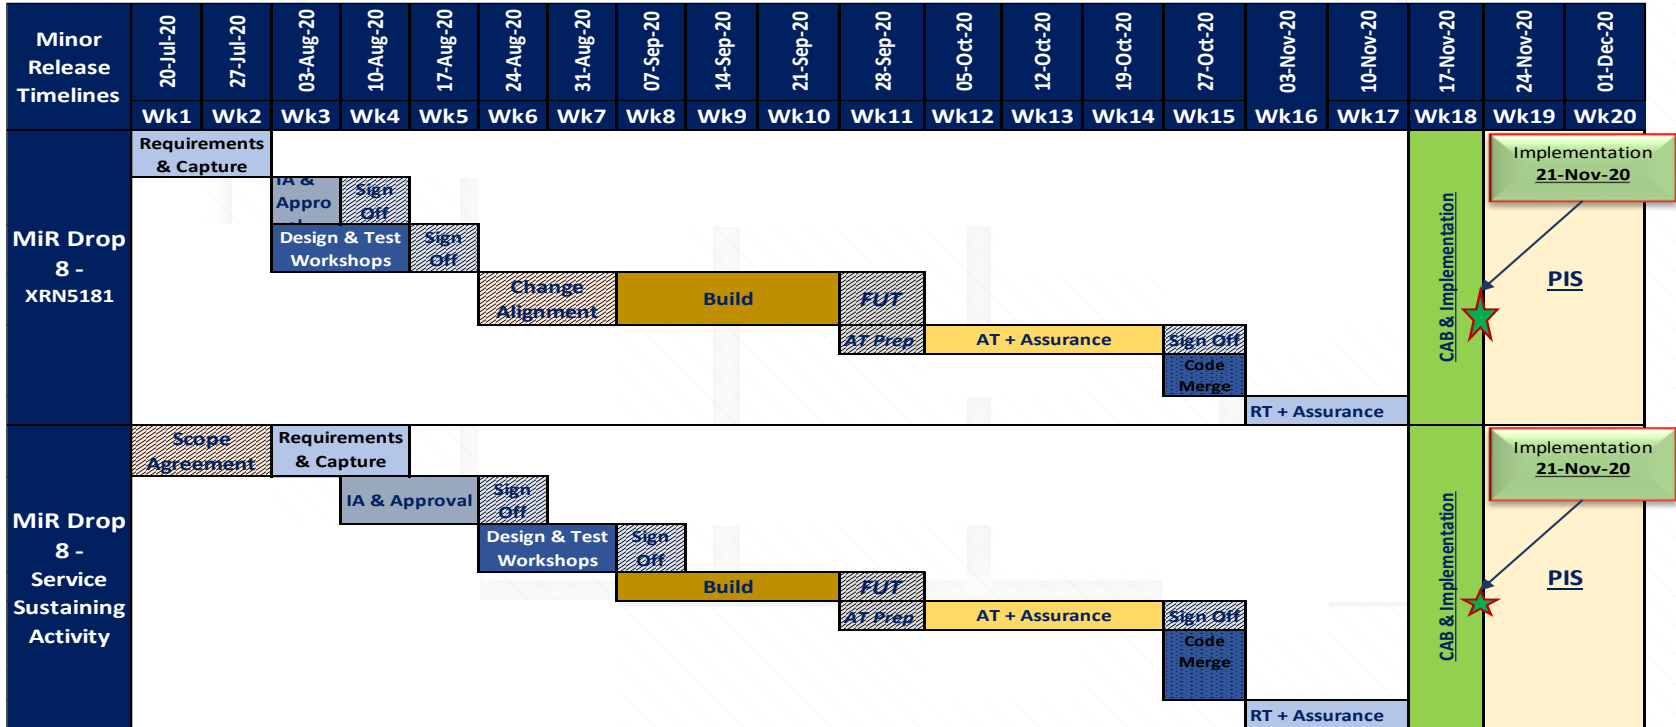 Minor
Release
Timelines
20-Jul-20
27-Jul-20
03-Aug-20
10-Aug-20
17-Aug-20
24-Aug-20
31-Aug-20
07-Sep-20
14-Sep-20
21-Sep-20
28-Sep-20
05-Oct-20
12-Oct-20
19-Oct-20
27-Oct-20
03-Nov-20
10-Nov-20
17-Nov-20
24-Nov-20
01-Dec-20
Wk1 Wk2 Wk3 Wk4 Wk5 Wk6 Wk7 Wk8 Wk9 Wk10 Wk11 Wk12 Wk13 Wk14 Wk15 Wk16 Wk17 Wk18 Wk19 Wk20
MiR Drop
8 -
XRN5181
Requirements
& Capture
IA &
Appro
Sign
Off
Design & Test
Workshops
Sign
Off
Change
Alignment
Build
FUT
AT Prep
AT + Assurance
Sign Off
Code
Merge
RT + Assurance
CAB & Implementation
Implementation
21-Nov-20
PIS
MiR Drop
8 -
Service
Sustaining
Activity
Scope
Agreement
Requirements
& Capture
IA & Approval
Sign
Off
Design & Test
Workshops
Sign
Off
Build
FUT
AT Prep
AT + Assurance
Sign Off
Code
Merge
RT + Assurance
CAB & Implementation
Implementation
21-Nov-20
PIS